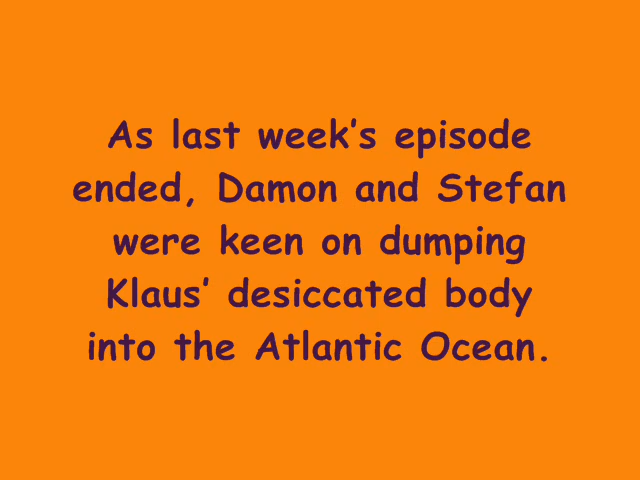 As last week’s episode
ended, Damon and Stefan
were keen on dumping
Klaus’ desiccated body
into the Atlantic Ocean.